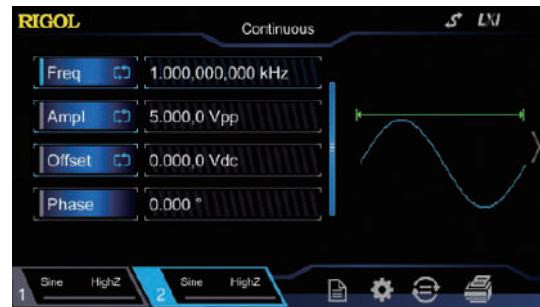 RIGOL
Continuous
LXI
Freq 1.000,000,000 kHz
Ampl 5.000,0 Vpp
Offset 0.000,0 Vdc
Phase 0.000 °
1 Sine HighZ
2 Sine HighZ